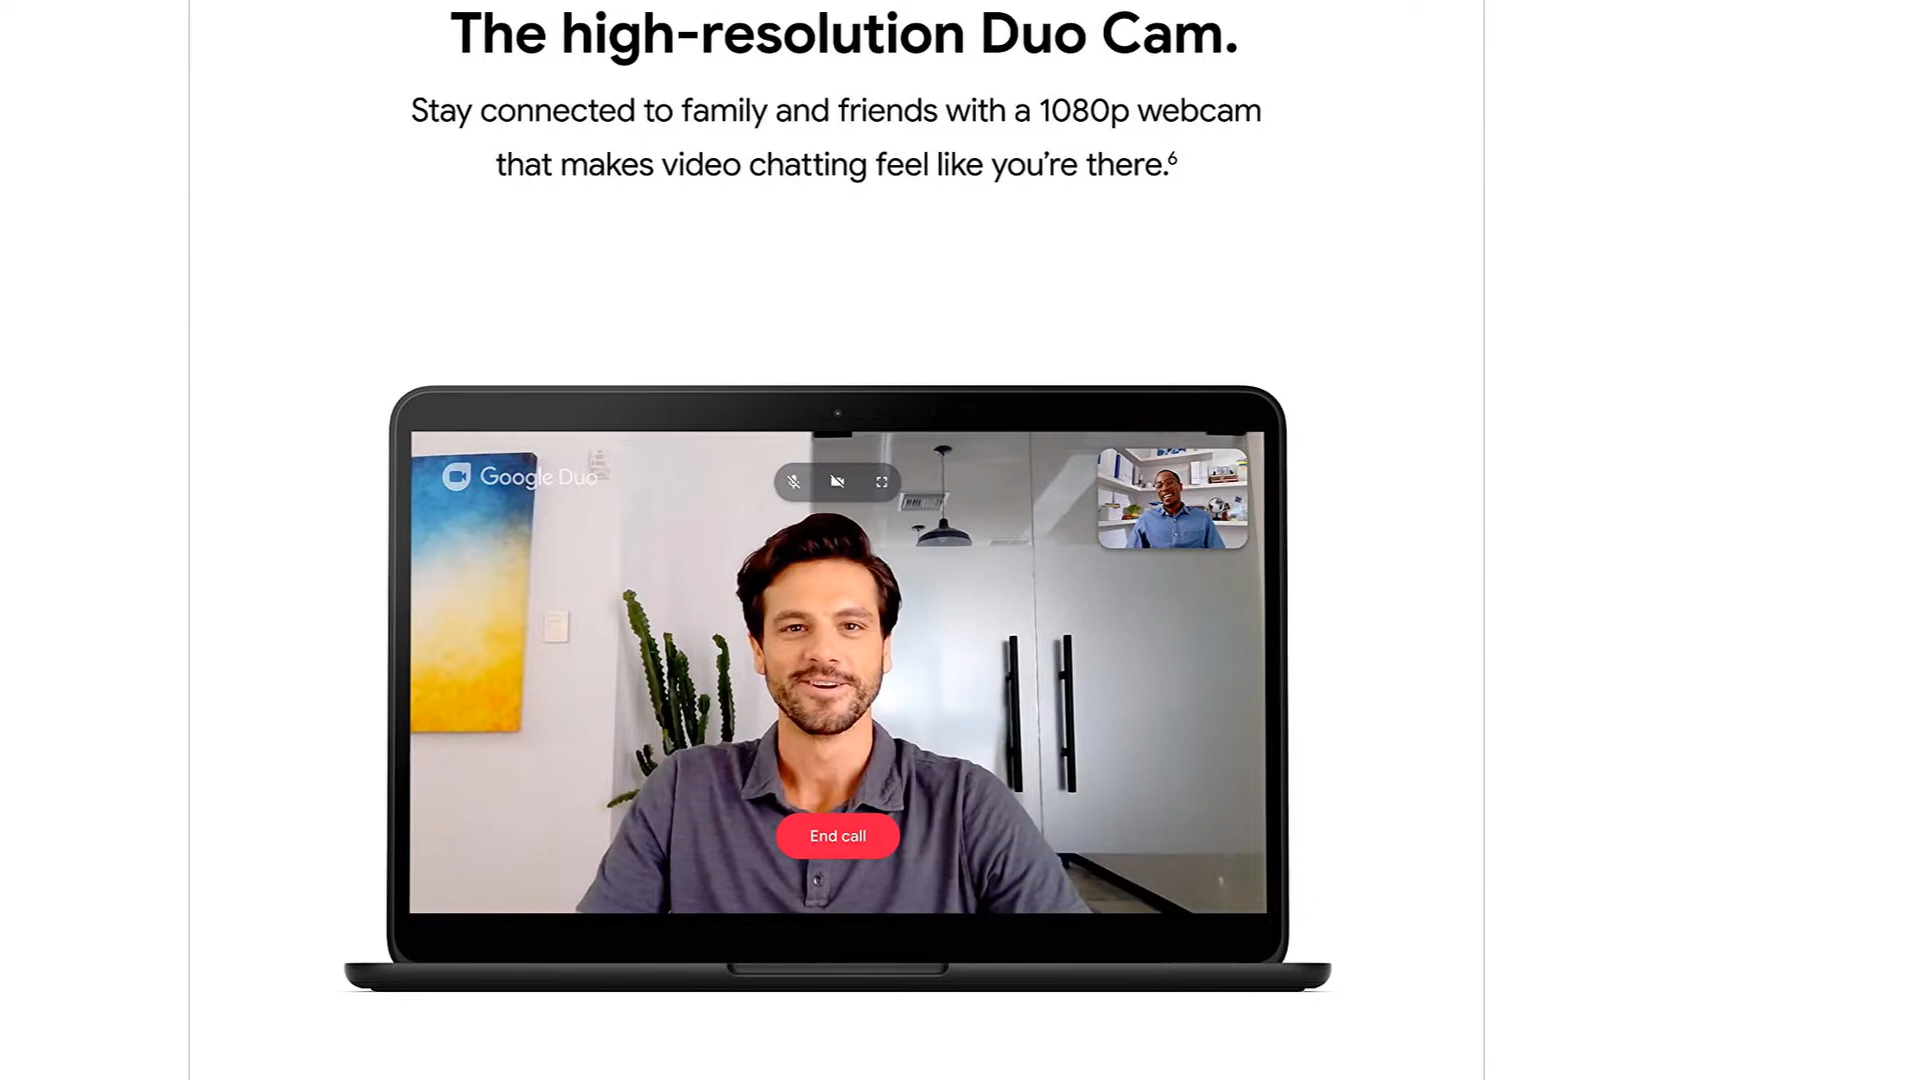 The high-resolution Duo Cam.
Stay connected to family and friends with a 1080p webcam
that makes video chatting feel like you’re there.⁶
Google Duo
End call